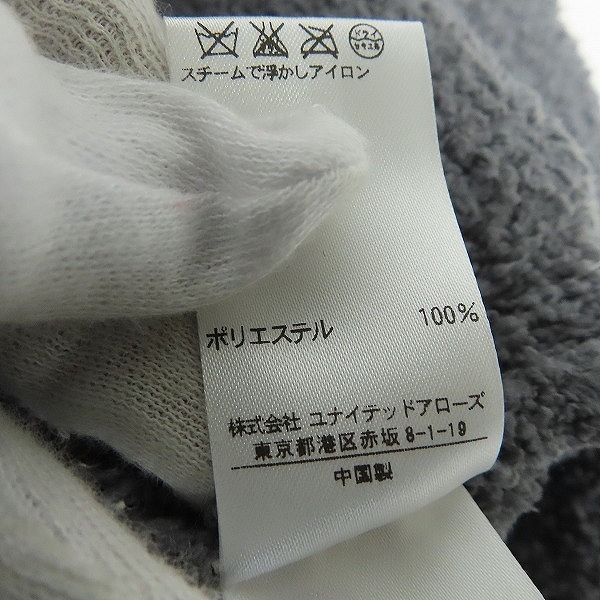 ドライ
セキユ系
スチームで浮かしアイロン
ポリエステル 100%
株式会社 ユナイテッドアローズ
東京都港区赤坂8-1-19
中国製